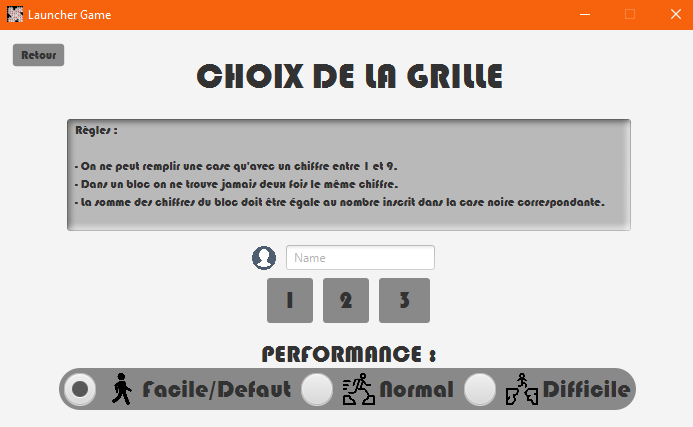 Launcher Game
Retour
CHOIX DE LA GRILLE
Règles :
- On ne peut remplir une case qu'avec un chiffre entre 1 et 9.
- Dans un bloc on ne trouve jamais deux fois le même chiffre.
- La somme des chiffres du bloc doit être égale au nombre inscrit dans la case noire correspondante.
Name
1 2 3
PERFORMANCE :
Facile/Defaut Normal Difficile